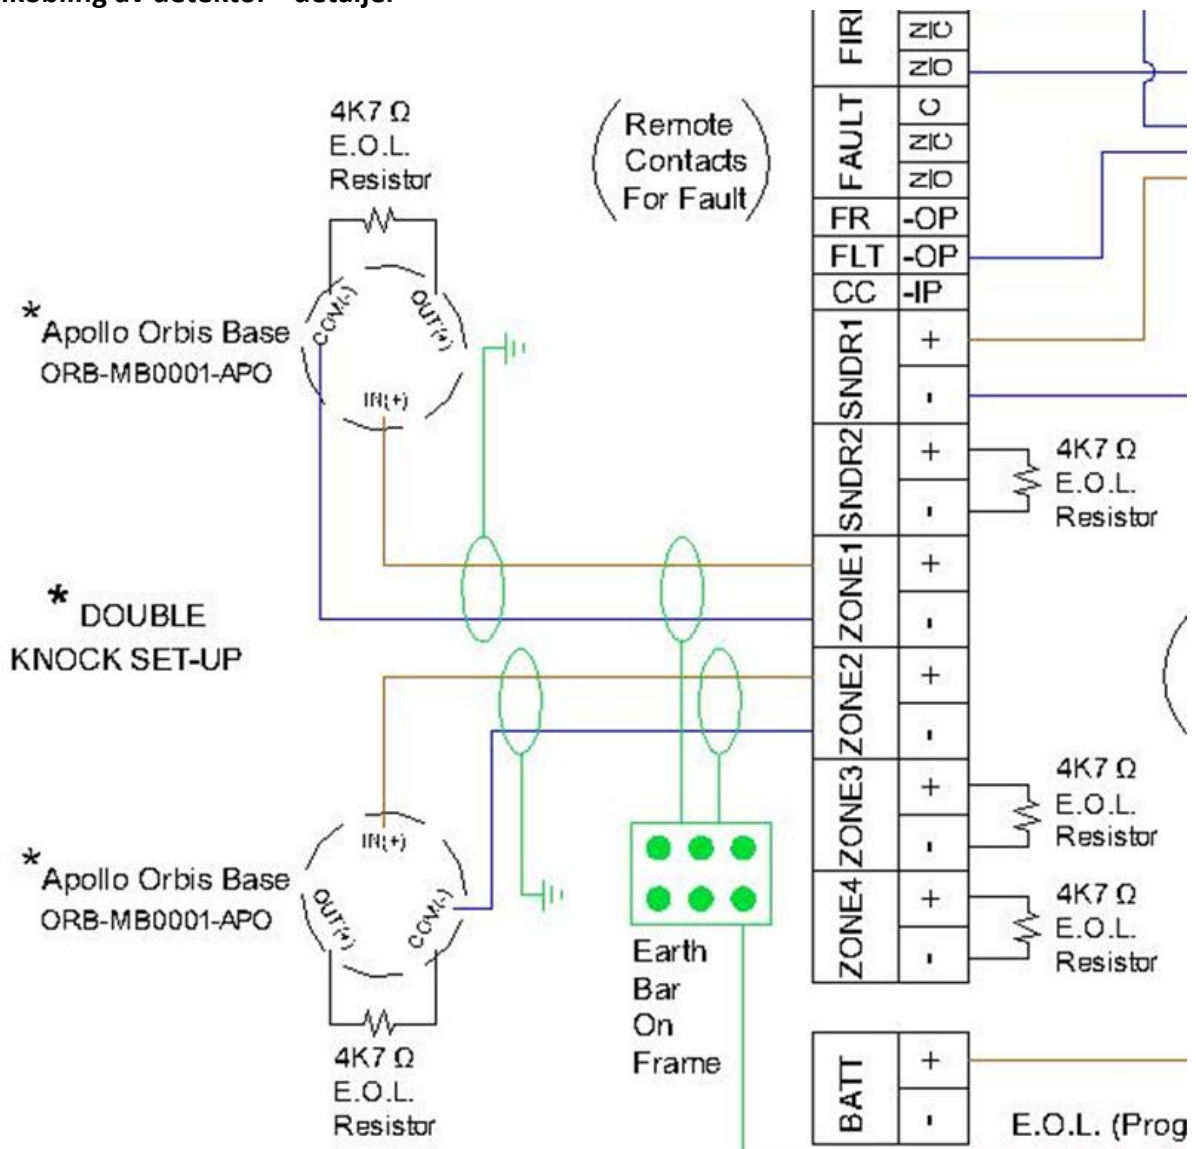 4K7 Ω
E.O.L.
Resistor
COM(-)
OUT(+)
IN(+)
*Apollo Orbis Base
ORB-MB0001-APO
* DOUBLE
KNOCK SET-UP
*Apollo Orbis Base
ORB-MB0001-APO
IN(+)
OUT(+)
COM(-)
4K7 Ω
E.O.L.
Resistor
(Remote
Contacts
For Fault)
Earth
Bar
On
Frame
N/C
N/O
FAULT
C
N/C
N/O
FR -OP
FLT -OP
CC -IP
SNDR1 + -
SNDR2 + -
4K7 Ω
E.O.L.
Resistor
ZONE1 + -
ZONE2 + -
ZONE3 + -
4K7 Ω
E.O.L.
Resistor
ZONE4 + -
4K7 Ω
E.O.L.
Resistor
BATT + -
E.O.L. (Prog